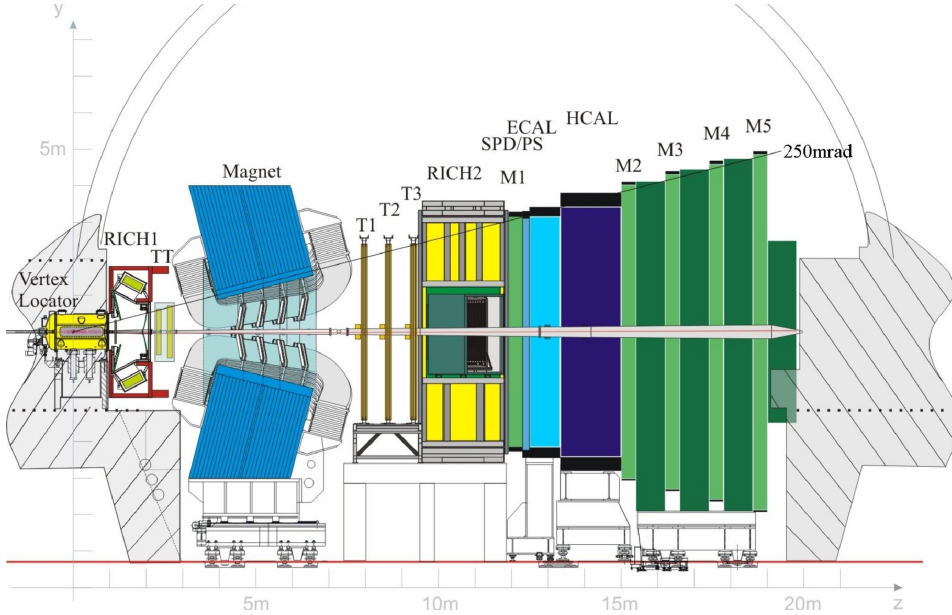 y
5m
Magnet
RICH1
TT
Vertex
Locator
T1
T2
T3
RICH2
M1
SPD/PS
ECAL
HCAL
M2
M3
M4
M5
250mrad
5m
10m
15m
20m
z